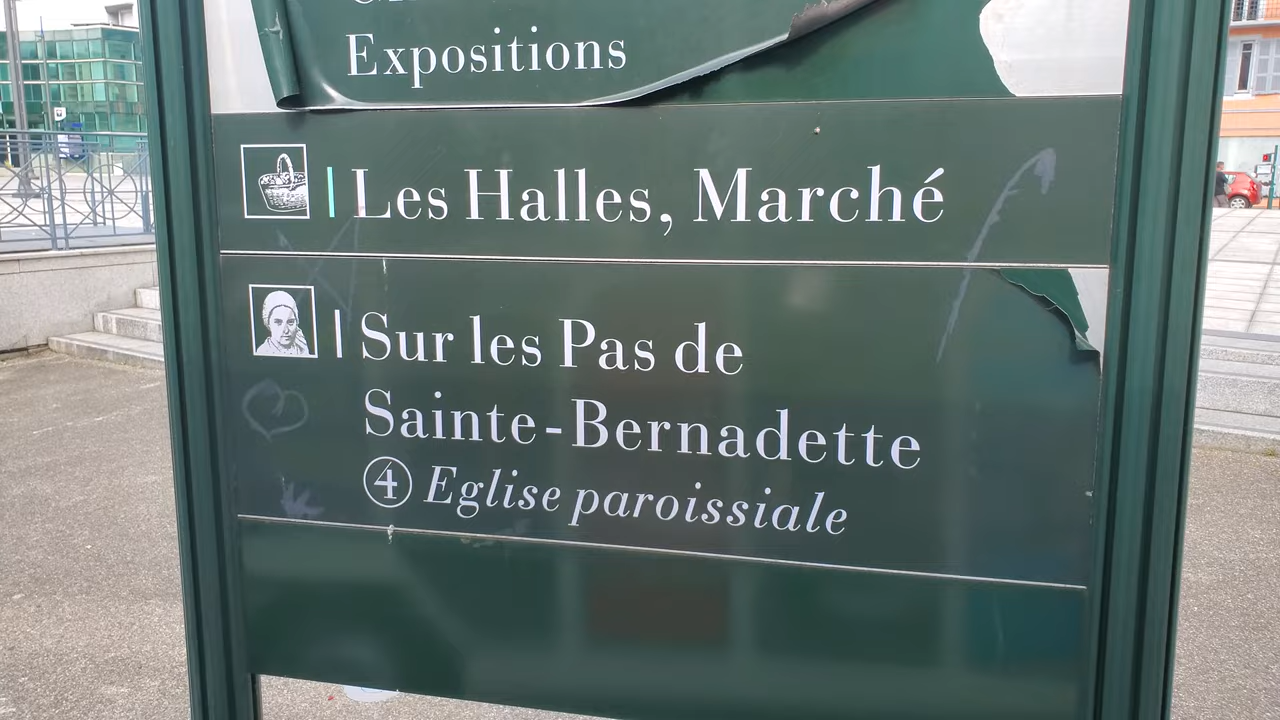 Expositions
Les Halles, Marché
Sur les Pas de
Sainte-Bernadette
4 Eglise paroissiale